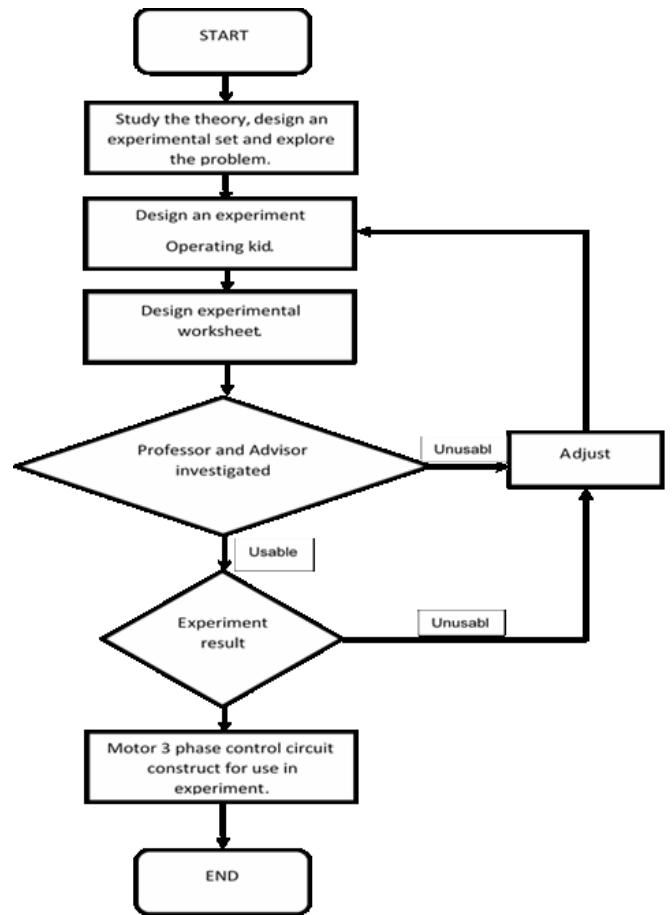 START
Study the theory, design an
experimental set and explore
the problem.
Design an experiment
Operating kid.
Design experimental
worksheet.
Professor and Advisor
investigated
Unusabl
Adjust
Usable
Experiment
result
Unusabl
Motor 3 phase control circuit
construct for use in
experiment.
END